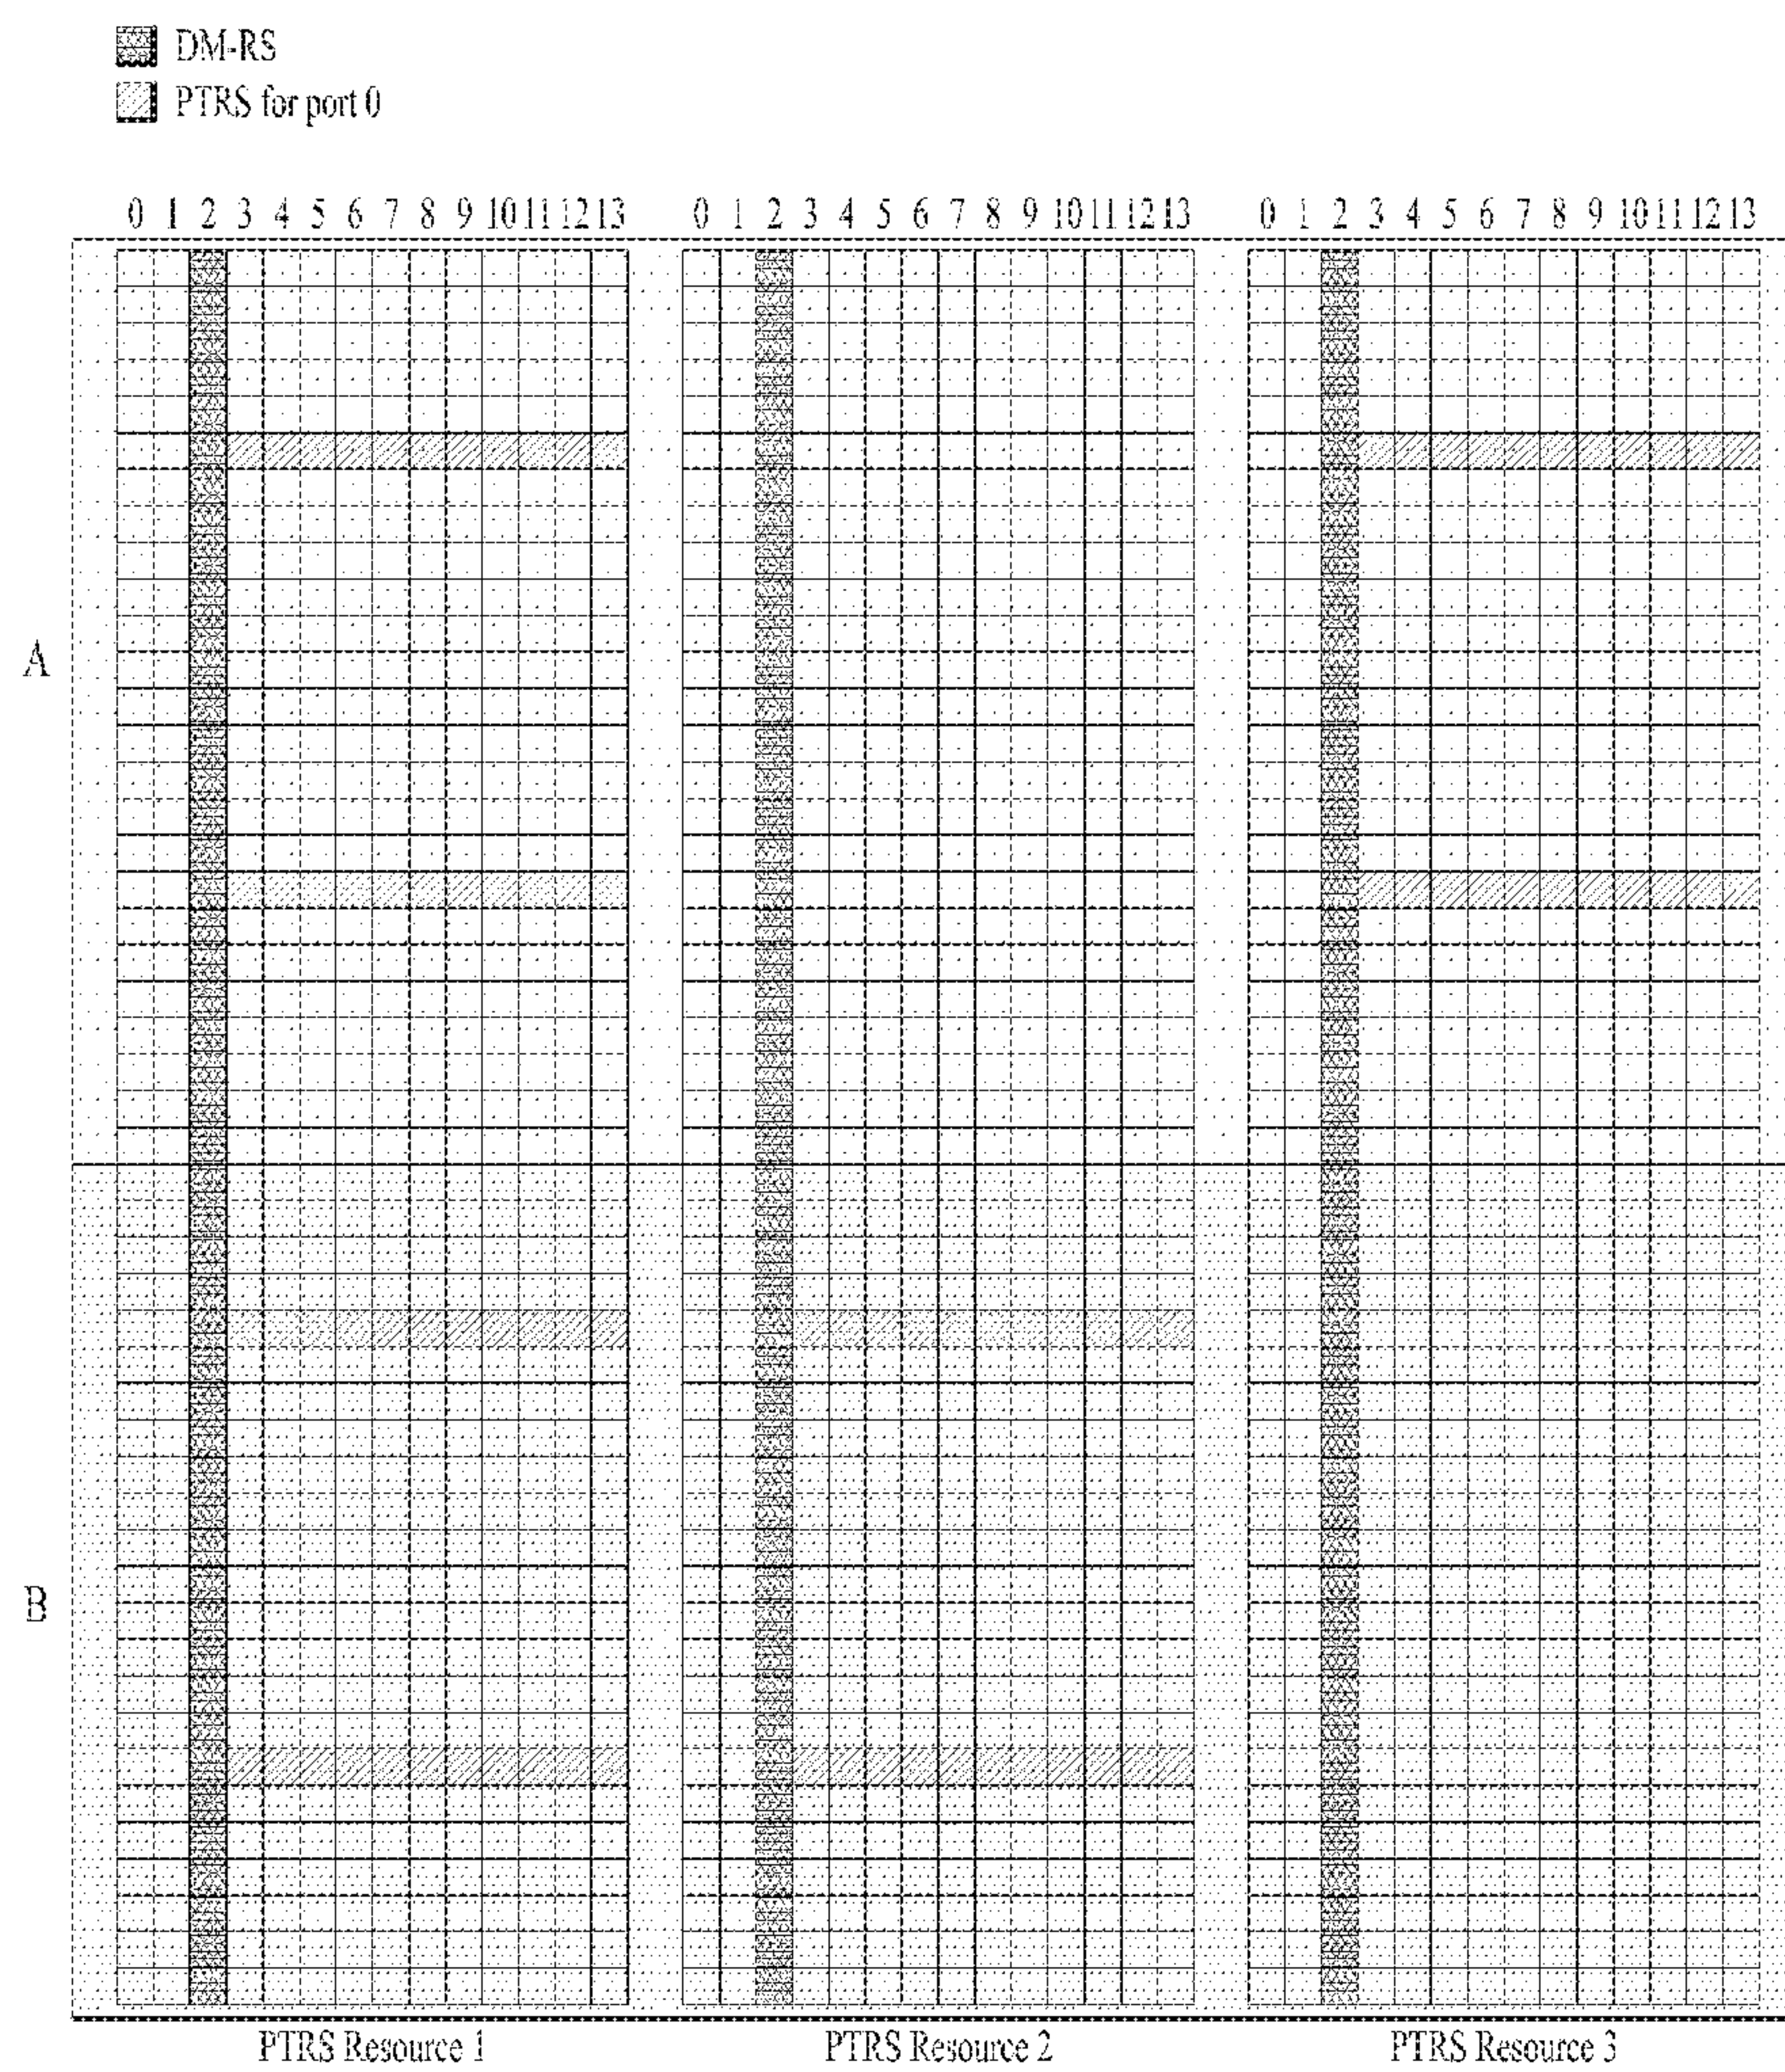 DM-RS
PTRS for port 0
0 1 2 3 4 5 6 7 8 9 10 11 12 13 0 1 2 3 4 5 6 7 8 9 10 11 12 13 0 1 2 3 4 5 6 7 8 9 10 11 12 13
A
B
PTRS Resource 1 PTRS Resource 2 PTRS Resource 3